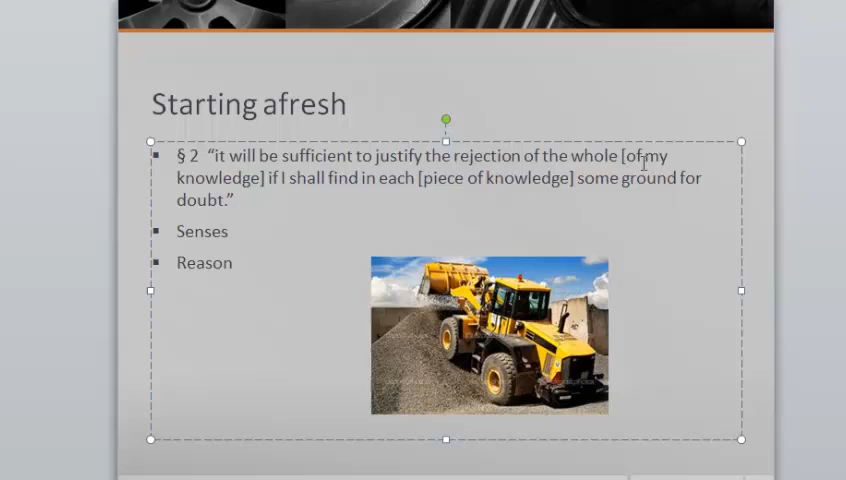 Starting afresh
§ 2 “it will be sufficient to justify the rejection of the whole [of my
knowledge] if I shall find in each [piece of knowledge] some ground for
doubt.”
Senses
Reason